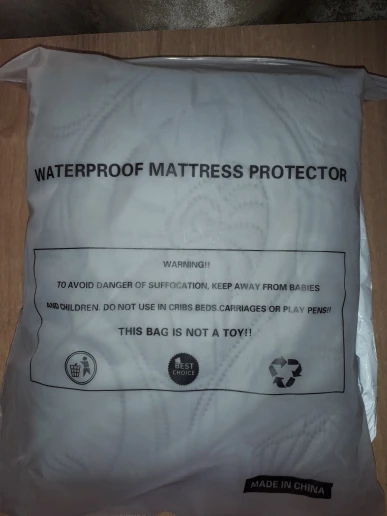 WATERPROOF MATTRESS PROTECTOR
WARNING!!
TO AVOID DANGER OF SUFFOCATION, KEEP AWAY FROM BABIES
AND CHILDREN. DO NOT USE IN CRIBS BEDS.CARRIAGES OR PLAY PENS!!
THIS BAG IS NOT A TOY!!
1
BEST
CHOICE
MADE IN CHINA